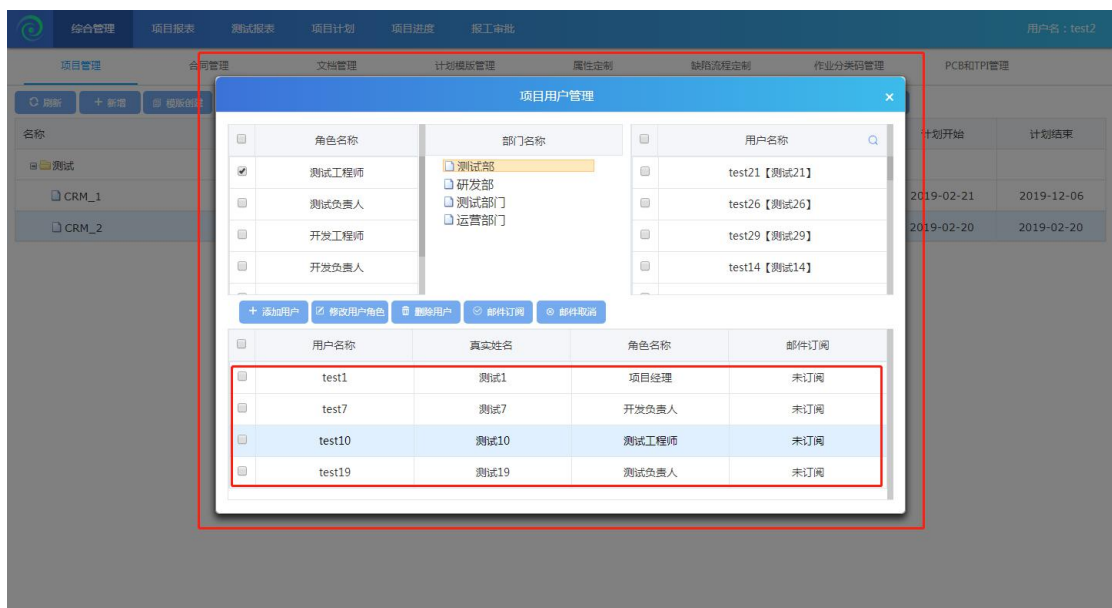 综合管理 项目报表 测试报表 项目计划 项目进度 报工审批 用户名：test2
项目管理 合同管理 文档管理 计划模版管理 属性定制 缺陷流程定制 作业分类码管理 PCB和TPI管理
刷新 新增 模版创建
项目用户管理
名称 计划开始 计划结束
测试
CRM_1 2019-02-21 2019-12-06
CRM_2 2019-02-20 2019-02-20
角色名称 部门名称 用户名称
测试工程师 测试部 test21【测试21】
研发部
测试负责人 测试部门 test26【测试26】
运营部门
开发工程师 test29【测试29】
开发负责人 test14【测试14】
添加用户 修改用户角色 删除用户 邮件订阅 邮件取消
用户名称 真实姓名 角色名称 邮件订阅
test1 测试1 项目经理 未订阅
test7 测试7 开发负责人 未订阅
test10 测试10 测试工程师 未订阅
test19 测试19 测试负责人 未订阅